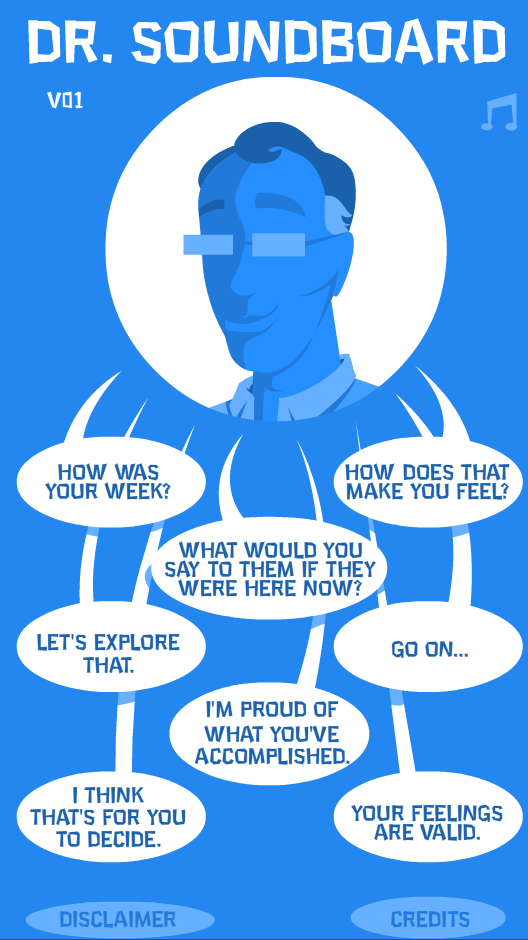 DR. SOUNDBOARD
V01
HOW WAS
YOUR WEEK?
HOW DOES THAT
MAKE YOU FEEL?
WHAT WOULD YOU
SAY TO THEM IF THEY
WERE HERE NOW?
LET'S EXPLORE
THAT.
GO ON...
I'M PROUD OF
WHAT YOU'VE
ACCOMPLISHED.
I THINK
THAT'S FOR YOU
TO DECIDE.
YOUR FEELINGS
ARE VALID.
DISCLAIMER
CREDITS